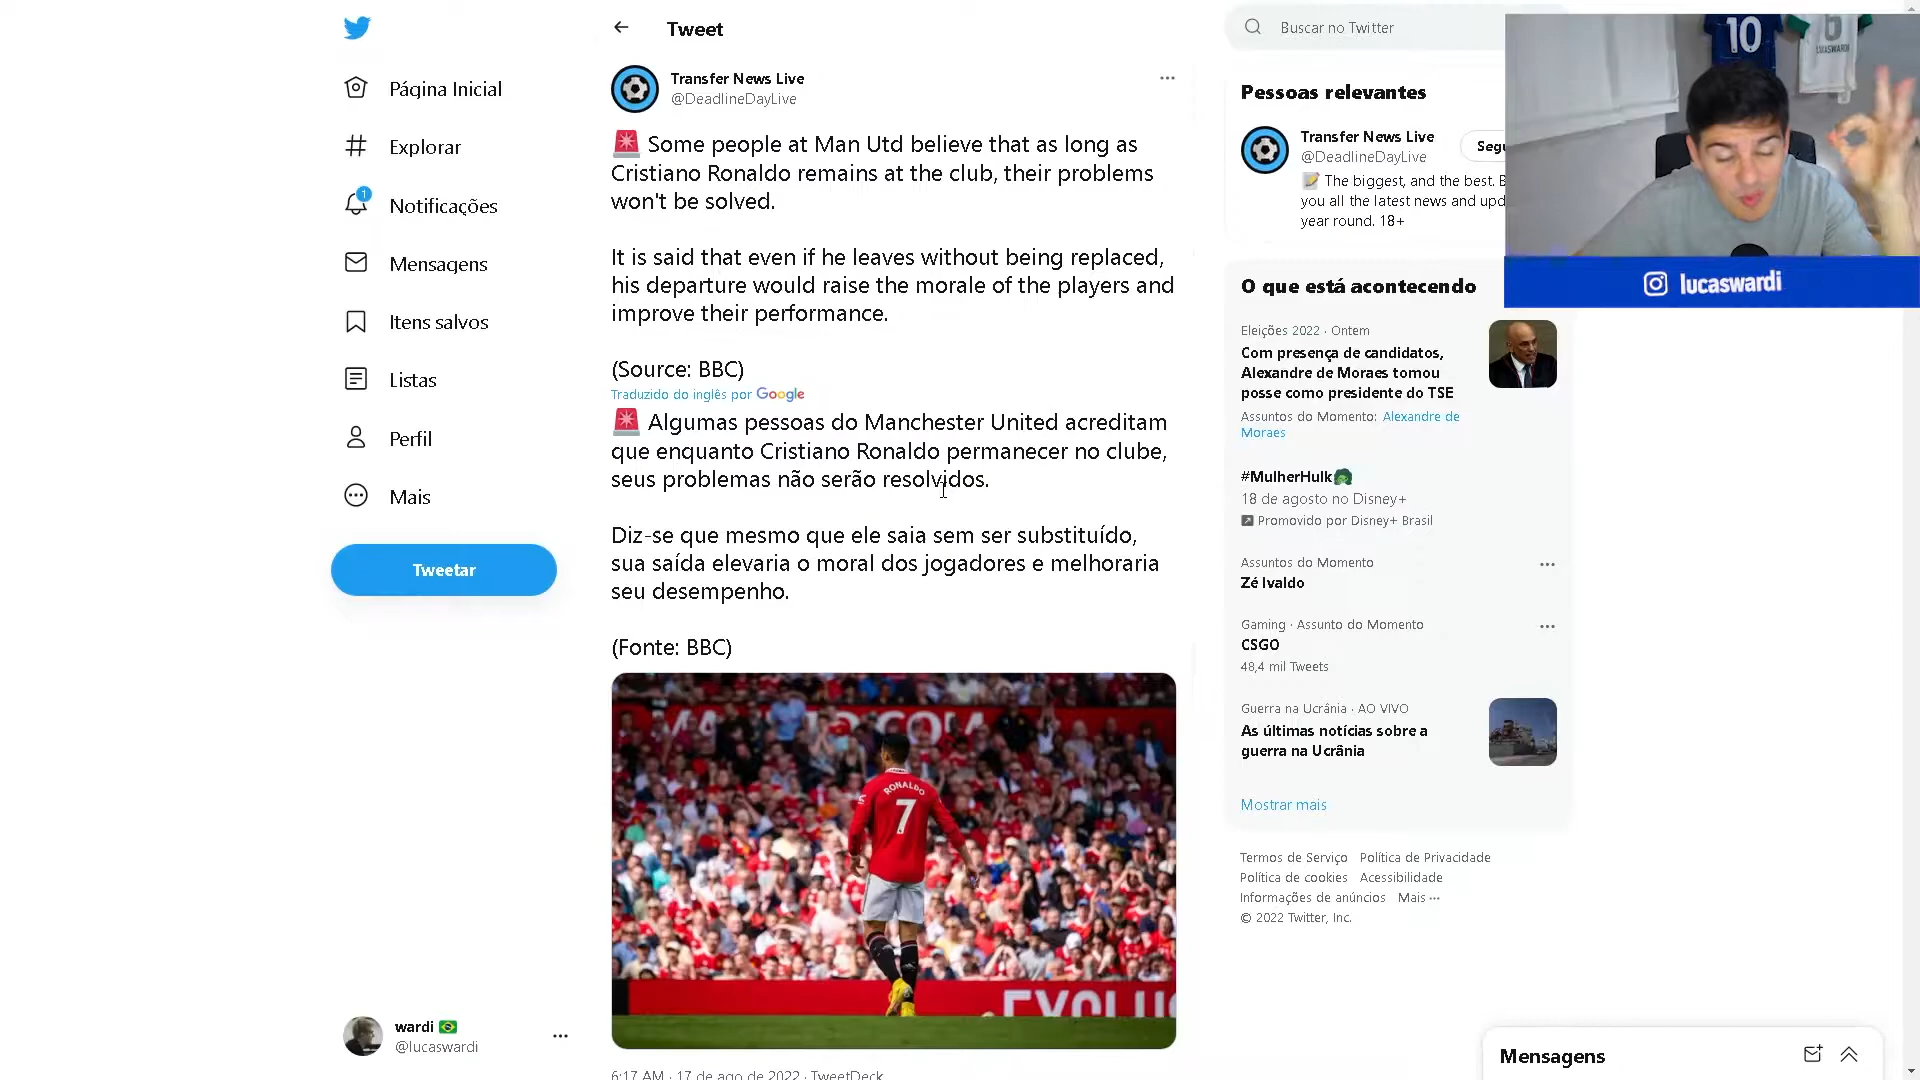 Página Inicial
Explorar
1
Notificações
Mensagens
Itens salvos
Listas
Perfil
Mais
Tweetar
wardi
@lucaswardi
Tweet
Transfer News Live
@DeadlineDayLive
Some people at Man Utd believe that as long as
Cristiano Ronaldo remains at the club, their problems
won't be solved.
It is said that even if he leaves without being replaced,
his departure would raise the morale of the players and
improve their performance.
(Source: BBC)
Traduzido do inglês por Google
Algumas pessoas do Manchester United acreditam
que enquanto Cristiano Ronaldo permanecer no clube,
seus problemas não serão resolvidos.
Diz-se que mesmo que ele saia sem ser substituído,
sua saída elevaria o moral dos jogadores e melhoraria
seu desempenho.
(Fonte: BBC)
RONALDO
7
6:17 AM · 17 de ago de 2022 · TweetDeck
Buscar no Twitter
Pessoas relevantes
Transfer News Live
@DeadlineDayLive
Segu
The biggest, and the best. B
you all the latest news and upd
year round. 18+
O que está acontecendo
Eleições 2022 · Ontem
Com presença de candidatos,
Alexandre de Moraes tomou
posse como presidente do TSE
Assuntos do Momento: Alexandre de
Moraes
#MulherHulk
18 de agosto no Disney+
Promovido por Disney+ Brasil
Assuntos do Momento
Zé Ivaldo
Gaming · Assunto do Momento
CSGO
48,4 mil Tweets
Guerra na Ucrânia · AO VIVO
As últimas notícias sobre a
guerra na Ucrânia
Mostrar mais
Termos de Serviço Política de Privacidade
Política de cookies Acessibilidade
Informações de anúncios Mais ···
© 2022 Twitter, Inc.
10
6
lucaswardi
Mensagens